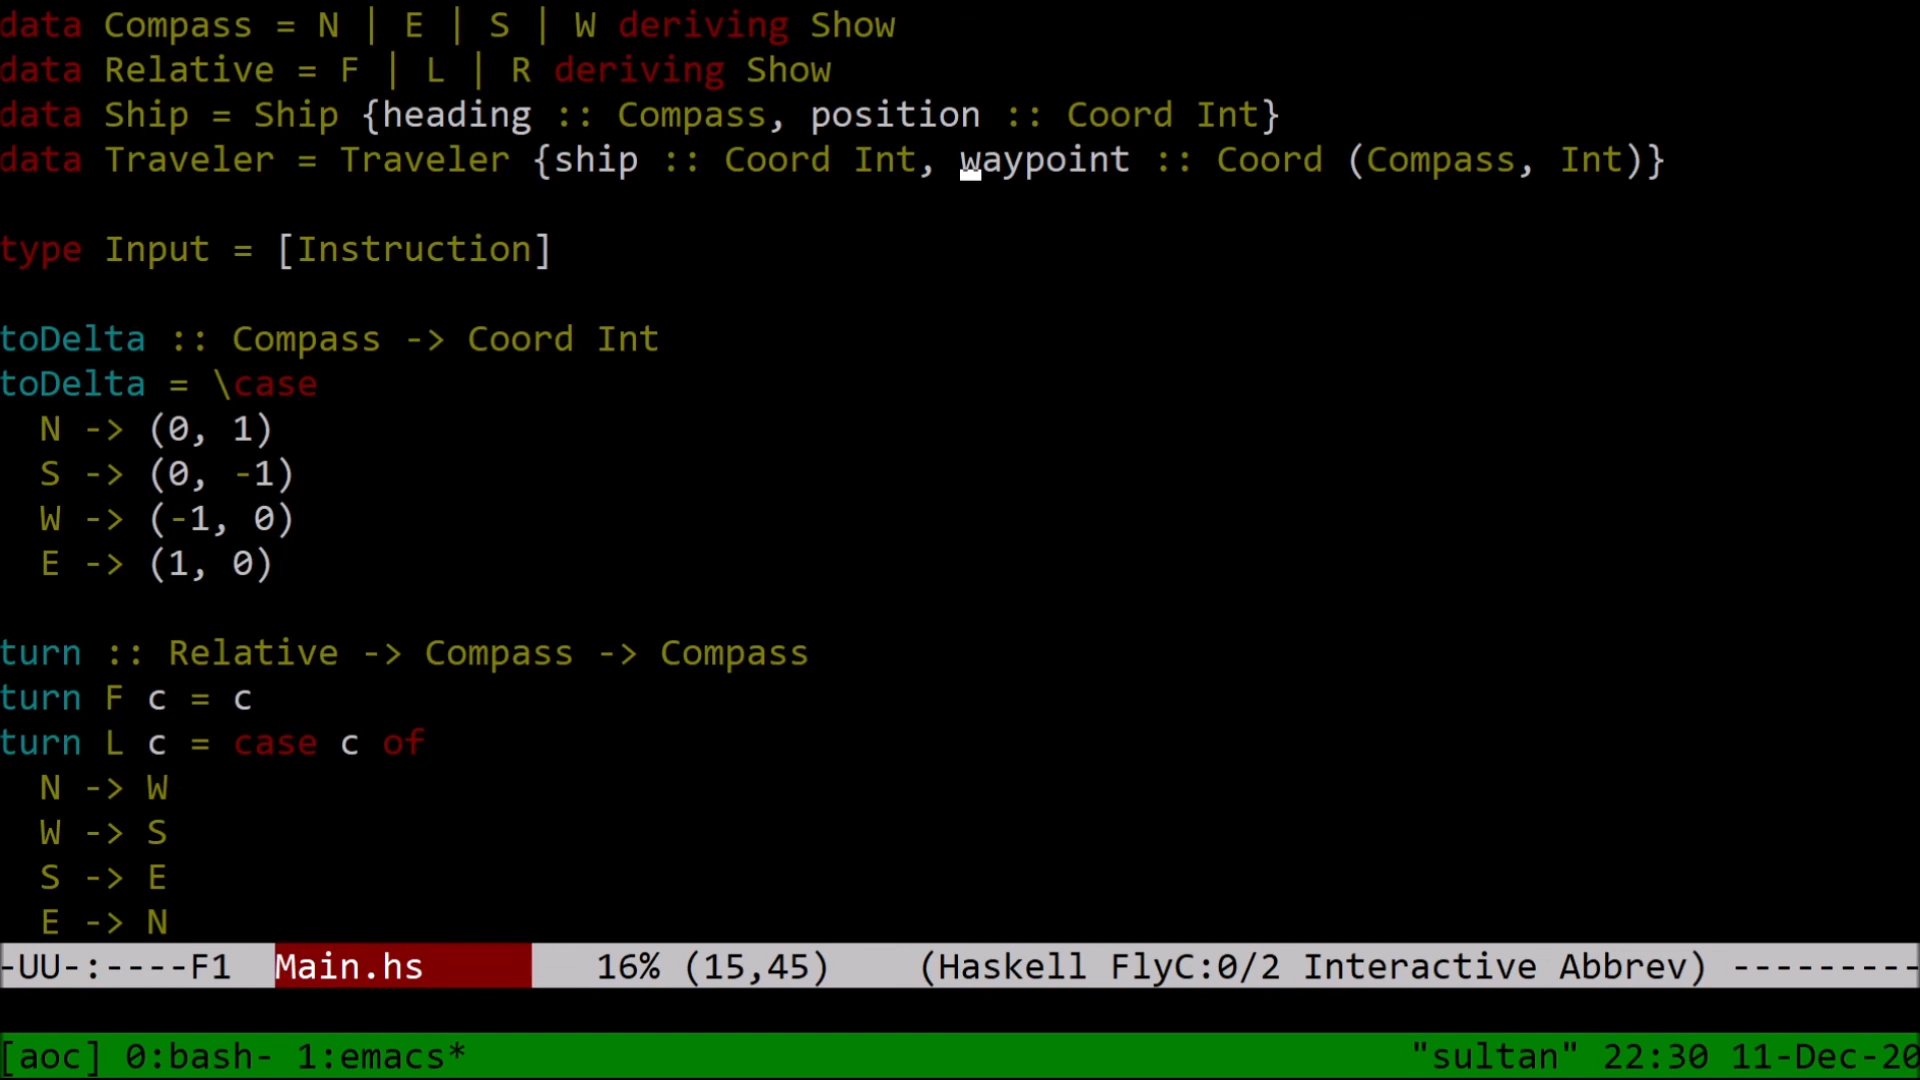 data Compass = N | E | S | W deriving Show
data Relative = F | L | R deriving Show
data Ship = Ship {heading :: Compass, position :: Coord Int}
data Traveler = Traveler {ship :: Coord Int, waypoint :: Coord (Compass, Int)}

type Input = [Instruction]

toDelta :: Compass -> Coord Int
toDelta = \case
  N -> (0, 1)
  S -> (0, -1)
  W -> (-1, 0)
  E -> (1, 0)

turn :: Relative -> Compass -> Compass
turn F c = c
turn L c = case c of
  N -> W
  W -> S
  S -> E
  E -> N
-UU-:----F1  Main.hs        16% (15,45)    (Haskell FlyC:0/2 Interactive Abbrev) ---------
[aoc] 0:bash- 1:emacs* "sultan" 22:30 11-Dec-20